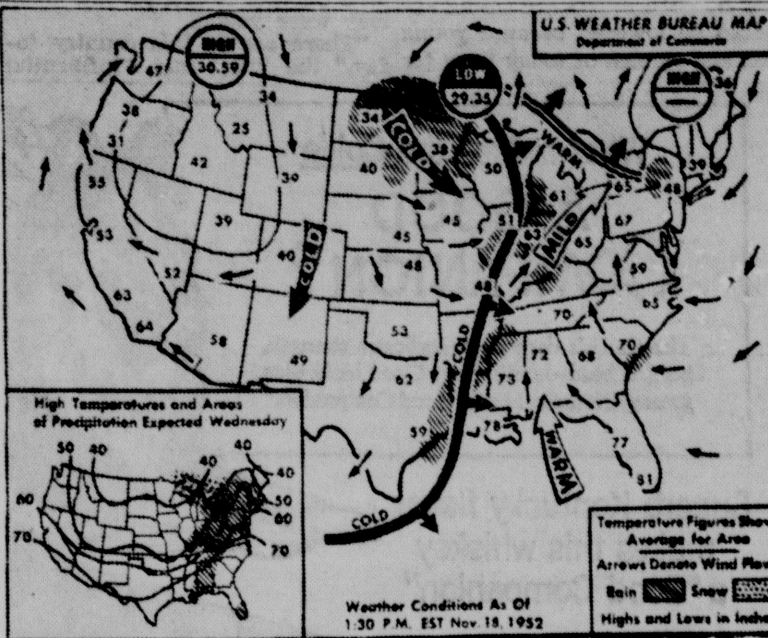 U.S. WEATHER BUREAU MAP
Department of Commerce
HIGH
30.59
LOW
29.35
HIGH
36
47
34
38
31
25
34
38
COLD
WARM
42
39
40
50
61
65
48
39
55
39
45
51
63
MILD
65
67
53
40
COLD
45
48
52
48
59
65
63
64
58
49
53
COLD
70
72
68
70
62
73
59
78
WARM
77
81
COLD
High Temperatures and Areas
of Precipitation Expected Wednesday
50 40
40
40
40
50
60
60
70
70
Weather Conditions As Of
1:30 P.M. EST Nov. 18, 1952
Temperature Figures Show
Average for Area
Arrows Denote Wind Flow
Rain Snow
Highs and Lows in Inches